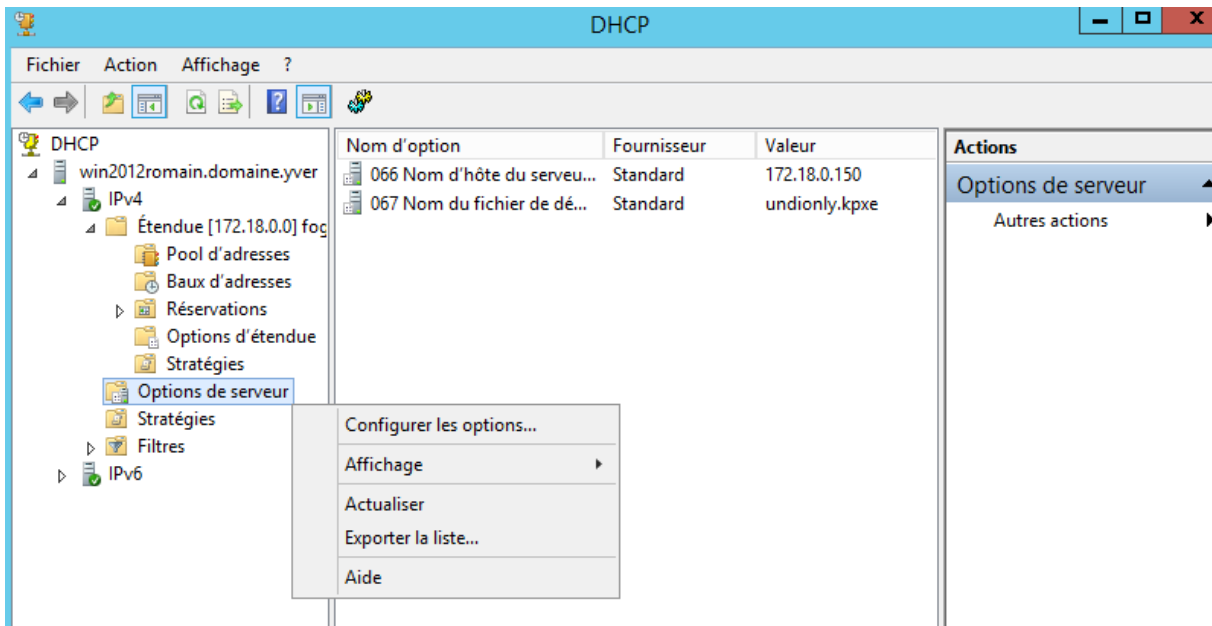 DHCP
Fichier Action Affichage ?
DHCP
win2012romain.domaine.yver
IPv4
Étendue [172.18.0.0] fog
Pool d'adresses
Baux d'adresses
Réservations
Options d'étendue
Stratégies
Options de serveur
Stratégies
Filtres
IPv6
Nom d'option Fournisseur Valeur
066 Nom d'hôte du serveu... Standard 172.18.0.150
067 Nom du fichier de dé... Standard undionly.kpxe
Configurer les options...
Affichage
Actualiser
Exporter la liste...
Aide
Actions
Options de serveur
Autres actions